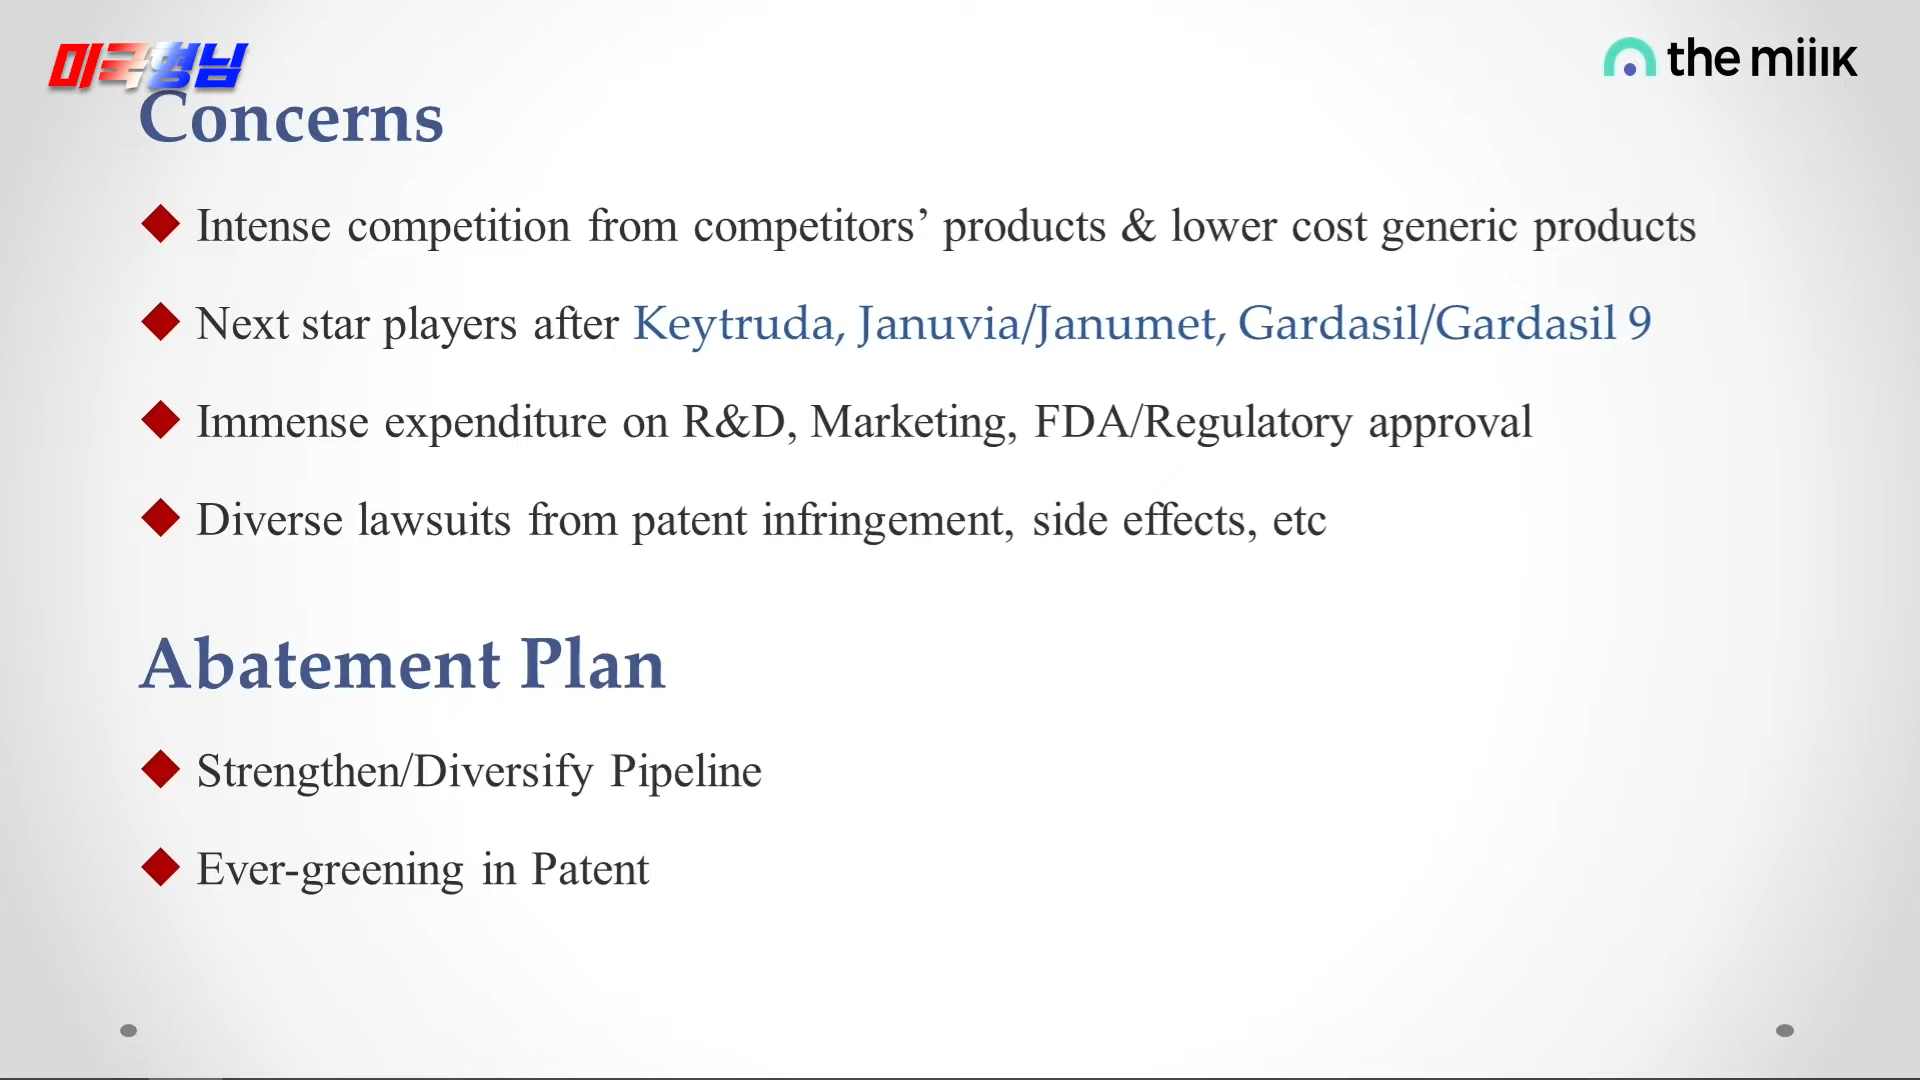 미국형님
the miilk
Concerns
Intense competition from competitors’ products & lower cost generic products
Next star players after Keytruda, Januvia/Janumet, Gardasil/Gardasil 9
Immense expenditure on R&D, Marketing, FDA/Regulatory approval
Diverse lawsuits from patent infringement, side effects, etc
Abatement Plan
Strengthen/Diversify Pipeline
Ever-greening in Patent